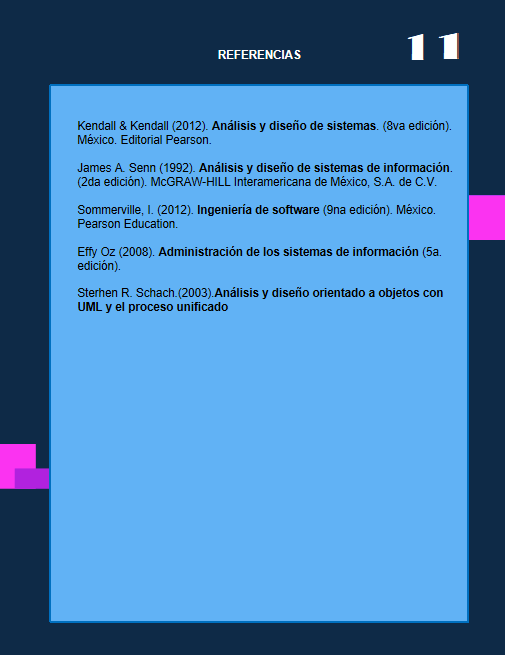 REFERENCIAS
11
Kendall & Kendall (2012). Análisis y diseño de sistemas. (8va edición).
México. Editorial Pearson.
James A. Senn (1992). Análisis y diseño de sistemas de información.
(2da edición). McGRAW-HILL Interamericana de México, S.A. de C.V.
Sommerville, I. (2012). Ingeniería de software (9na edición). México.
Pearson Education.
Effy Oz (2008). Administración de los sistemas de información (5a.
edición).
Sterhen R. Schach.(2003).Análisis y diseño orientado a objetos con
UML y el proceso unificado